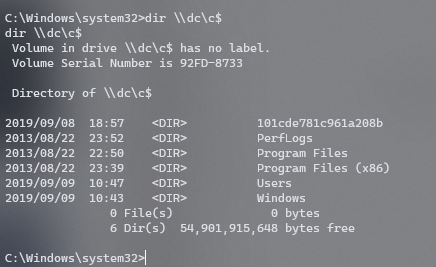 C:\Windows\system32>dir \\dc\c$
dir \\dc\c$
 Volume in drive \\dc\c$ has no label.
 Volume Serial Number is 92FD-8733

 Directory of \\dc\c$

2019/09/08  18:57    <DIR>          101cde781c961a208b
2013/08/22  23:52    <DIR>          PerfLogs
2013/08/22  22:50    <DIR>          Program Files
2013/08/22  23:39    <DIR>          Program Files (x86)
2019/09/09  10:47    <DIR>          Users
2019/09/09  10:43    <DIR>          Windows
               0 File(s)              0 bytes
               6 Dir(s)  54,901,915,648 bytes free

C:\Windows\system32>